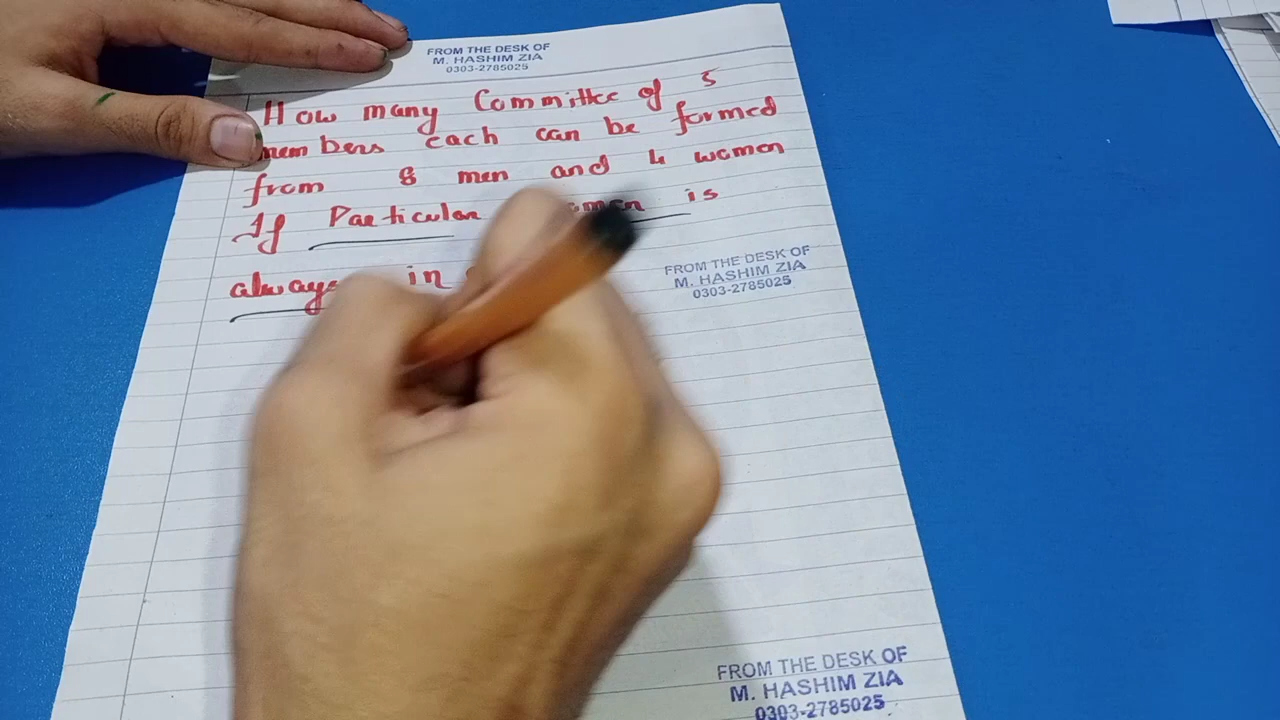 FROM THE DESK OF
M. HASHIM ZIA
0303-2785025
How many Committee of 5
members each can be formed
from 8 men and 4 women
If Particular is
always in
FROM THE DESK OF
M. HASHIM ZIA
0303-2785025
FROM THE DESK OF
M. HASHIM ZIA
0303-2785025